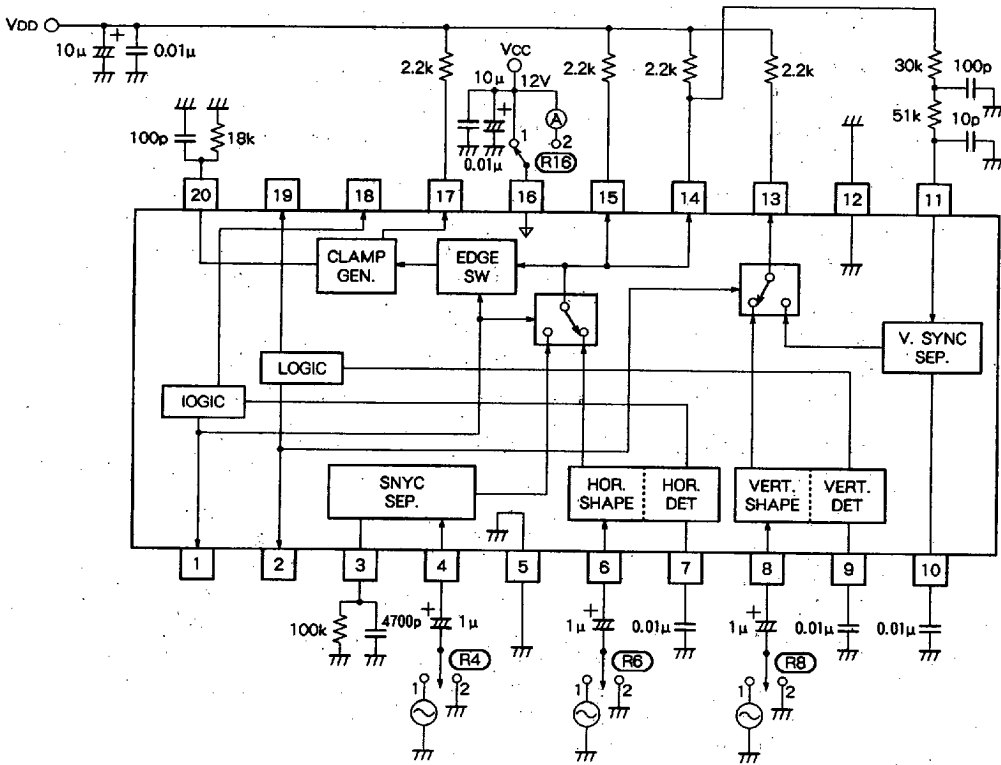 VDD
10μ
+
0.01μ
2.2k
VCC
12V
10μ
+
0.01μ
A
1
2
R16
2.2k
2.2k
2.2k
30k
100p
51k
10p
100p
18k
20
19
18
17
16
15
14
13
12
11
CLAMP
GEN.
EDGE
SW
V. SYNC
SEP.
LOGIC
IOGIC
SNYC
SEP.
HOR.
SHAPE
HOR.
DET
VERT.
SHAPE
VERT.
DET
1
2
3
4
5
6
7
8
9
10
100k
4700p
+
1μ
R4
1
2
+
1μ
0.01μ
R6
1
2
+
1μ
0.01μ
0.01μ
R8
1
2